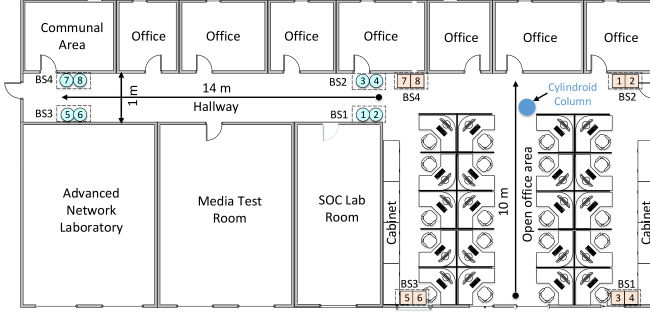 Communal
Area
Office
Office
Office
Office
Office
Office
Office
BS4
7 8
14 m
1 m
Hallway
BS2
3 4
7 8
BS4
Cylindroid
Column
1 2
BS2
BS3
5 6
BS1
1 2
Advanced
Network
Laboratory
Media Test
Room
SOC Lab
Room
Cabinet
10 m
Open office area
Cabinet
BS3
5 6
BS1
3 4